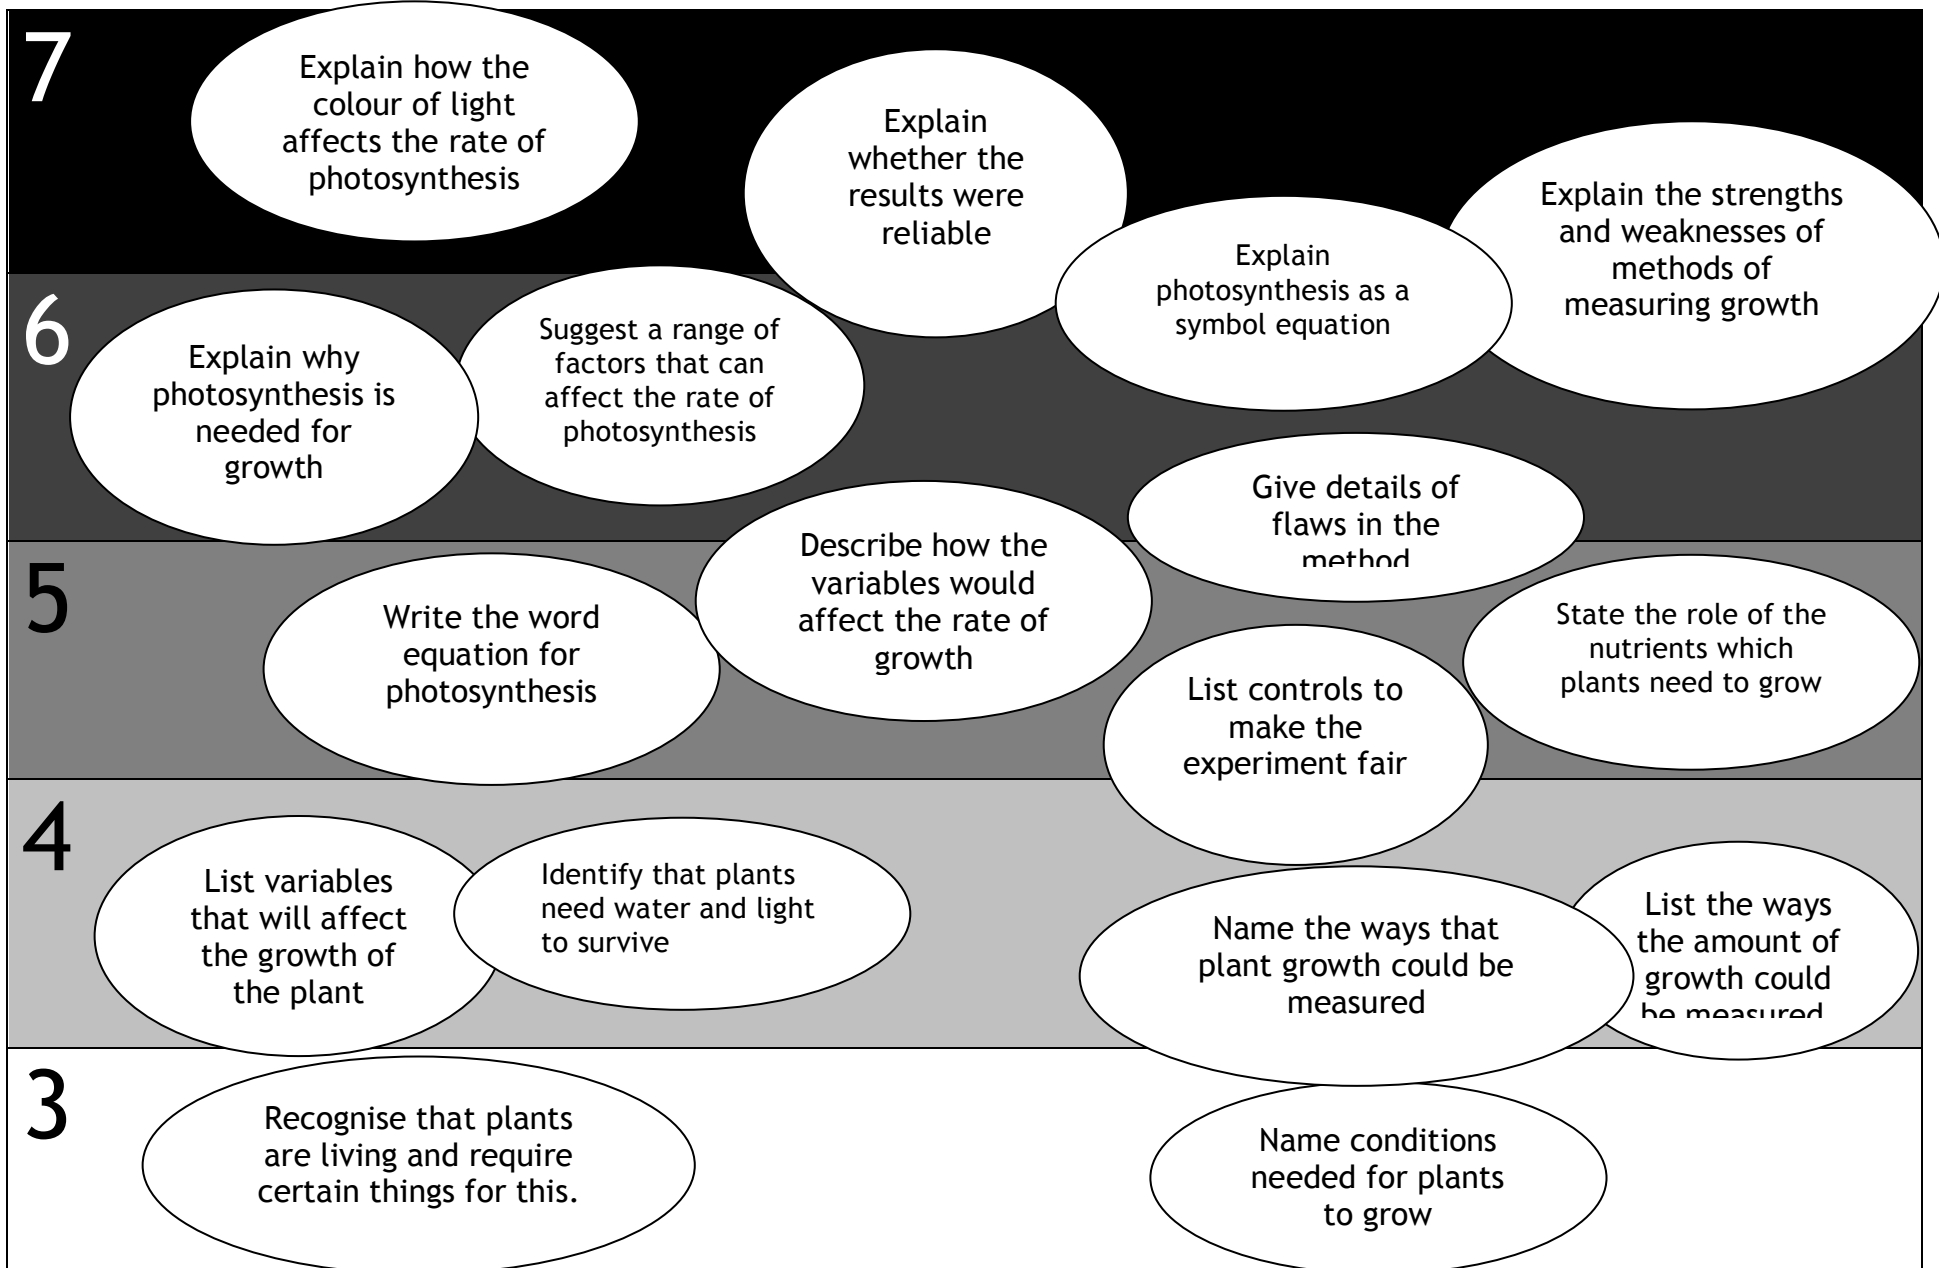 7
Explain how the
colour of light
affects the rate of
photosynthesis
Explain
whether the
results were
reliable
Explain the strengths
and weaknesses of
methods of
measuring growth
Explain
photosynthesis as a
symbol equation
6
Explain why
photosynthesis is
needed for
growth
Suggest a range of
factors that can
affect the rate of
photosynthesis
Give details of
flaws in the
method
5
Write the word
equation for
photosynthesis
Describe how the
variables would
affect the rate of
growth
State the role of the
nutrients which
plants need to grow
List controls to
make the
experiment fair
4
List variables
that will affect
the growth of
the plant
Identify that plants
need water and light
to survive
Name the ways that
plant growth could be
measured
List the ways
the amount of
growth could
be measured
3
Recognise that plants
are living and require
certain things for this.
Name conditions
needed for plants
to grow